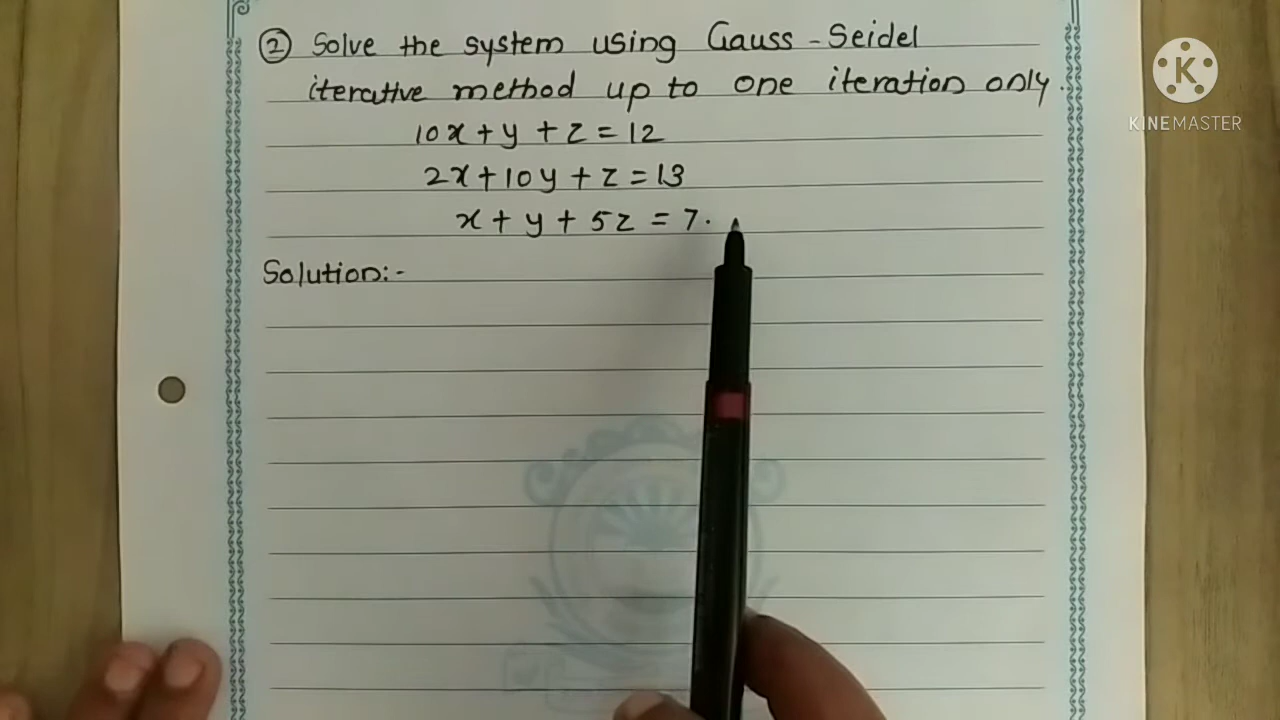 ② Solve the system using Gauss-Seidel
iterative method up to one iteration only.
10x + y + z = 12
2x + 10y + z = 13
x + y + 5z = 7.
Solution:-
K
KINEMASTER